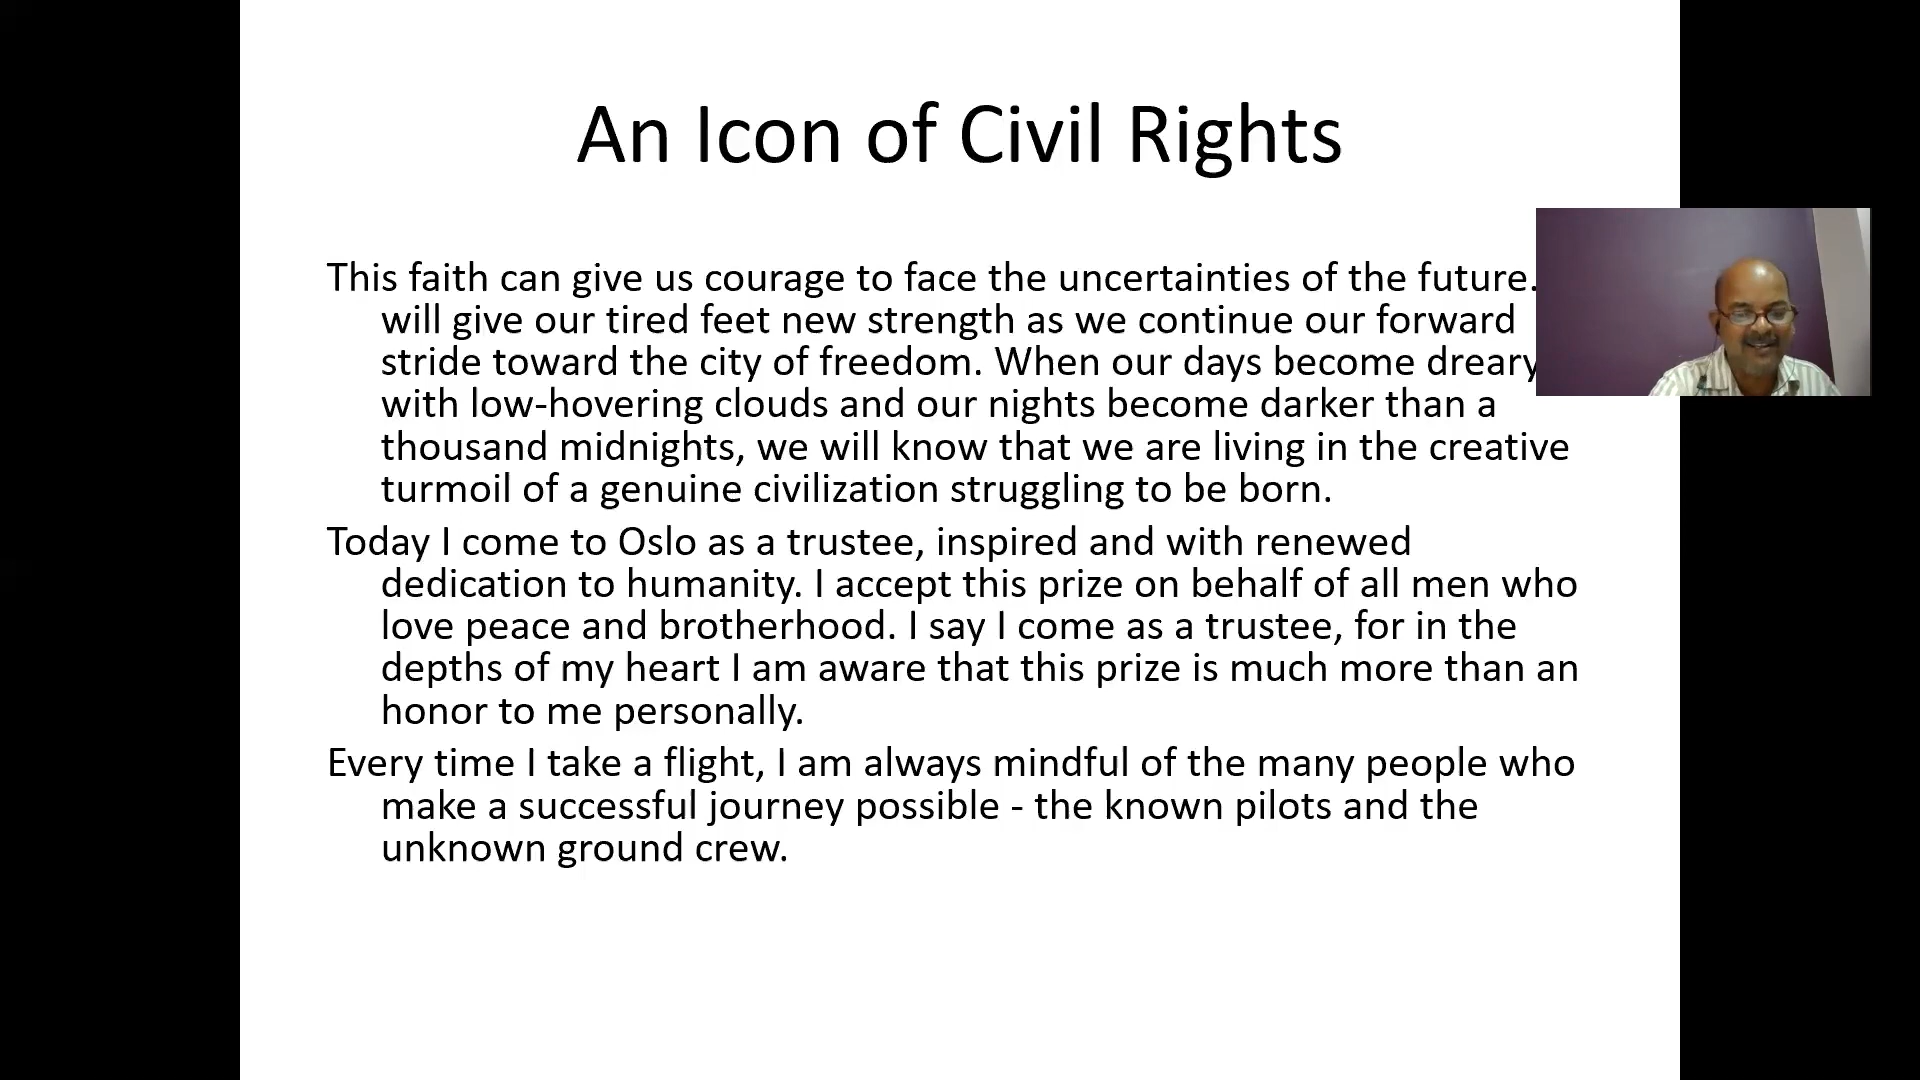 An Icon of Civil Rights
This faith can give us courage to face the uncertainties of the future.
will give our tired feet new strength as we continue our forward
stride toward the city of freedom. When our days become dreary
with low-hovering clouds and our nights become darker than a
thousand midnights, we will know that we are living in the creative
turmoil of a genuine civilization struggling to be born.
Today I come to Oslo as a trustee, inspired and with renewed
dedication to humanity. I accept this prize on behalf of all men who
love peace and brotherhood. I say I come as a trustee, for in the
depths of my heart I am aware that this prize is much more than an
honor to me personally.
Every time I take a flight, I am always mindful of the many people who
make a successful journey possible - the known pilots and the
unknown ground crew.